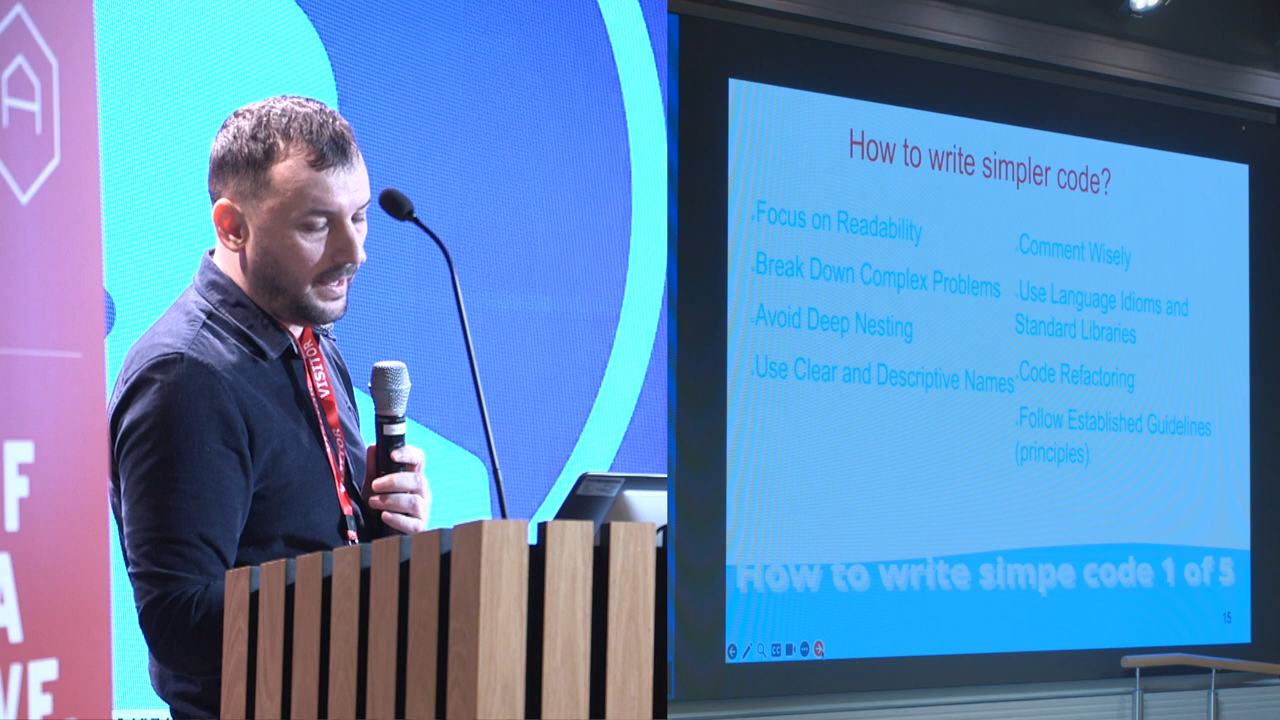 A
F
A
VE.
VISITOR
VISITOR
How to write simpler code?
.Focus on Readability
.Break Down Complex Problems
.Avoid Deep Nesting
.Use Clear and Descriptive Names
.Comment Wisely
.Use Language Idioms and
Standard Libraries
.Code Refactoring
.Follow Established Guidelines
(principles)
How to write simpe code 1 of 5
15
CC